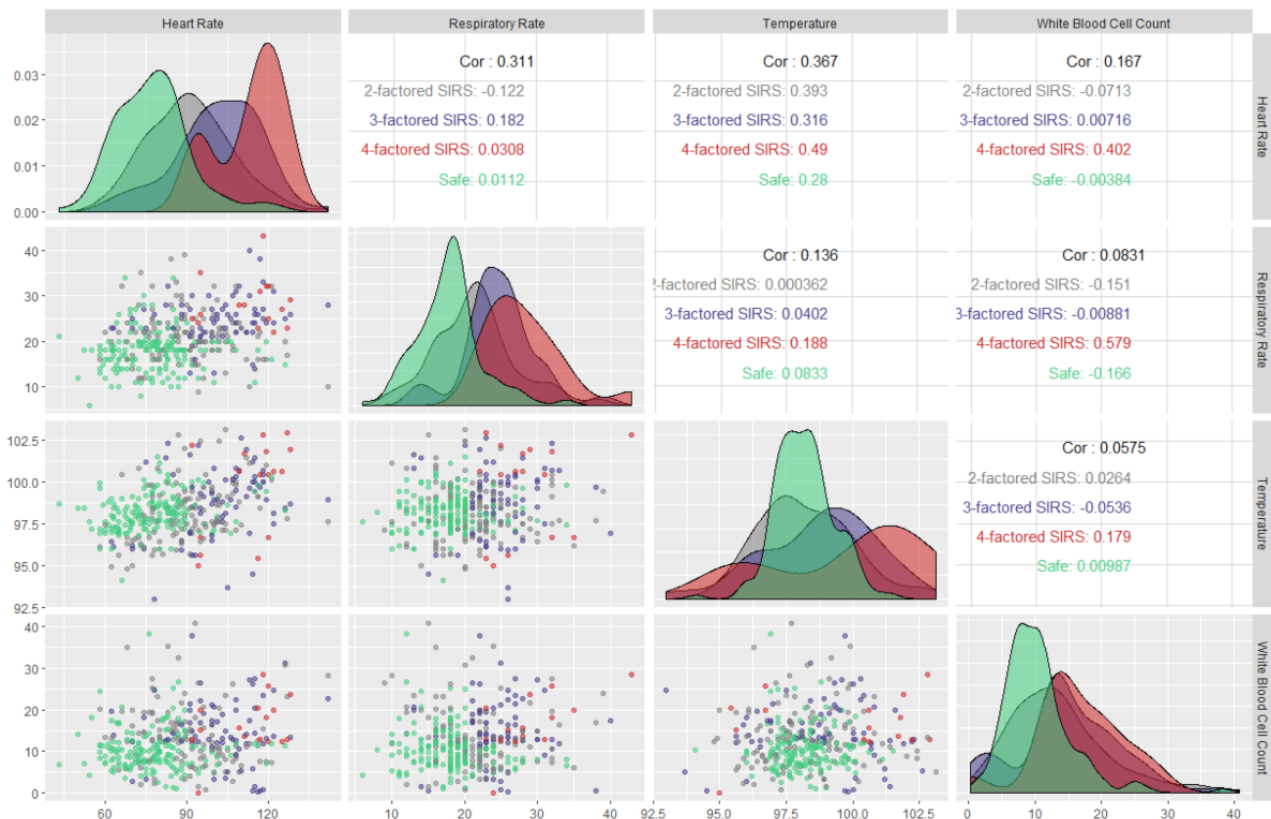 Heart Rate
Respiratory Rate
Temperature
White Blood Cell Count
0.03
0.02
0.01
0.00
Cor : 0.311
2-factored SIRS: -0.122
3-factored SIRS: 0.182
4-factored SIRS: 0.0308
Safe: 0.0112
Cor : 0.367
2-factored SIRS: 0.393
3-factored SIRS: 0.316
4-factored SIRS: 0.49
Safe: 0.28
Cor : 0.167
2-factored SIRS: -0.0713
3-factored SIRS: 0.00716
4-factored SIRS: 0.402
Safe: -0.00384
Heart Rate
40
30
20
10
Cor : 0.136
2-factored SIRS: 0.000362
3-factored SIRS: 0.0402
4-factored SIRS: 0.188
Safe: 0.0833
Cor : 0.0831
2-factored SIRS: -0.151
3-factored SIRS: -0.00881
4-factored SIRS: 0.579
Safe: -0.166
Respiratory Rate
102.5
100.0
97.5
95.0
92.5
Cor : 0.0575
2-factored SIRS: 0.0264
3-factored SIRS: -0.0536
4-factored SIRS: 0.179
Safe: 0.00987
Temperature
40
30
20
10
0
White Blood Cell Count
60 90 120
10 20 30 40
92.5 95.0 97.5 100.0 102.5
0 10 20 30 40